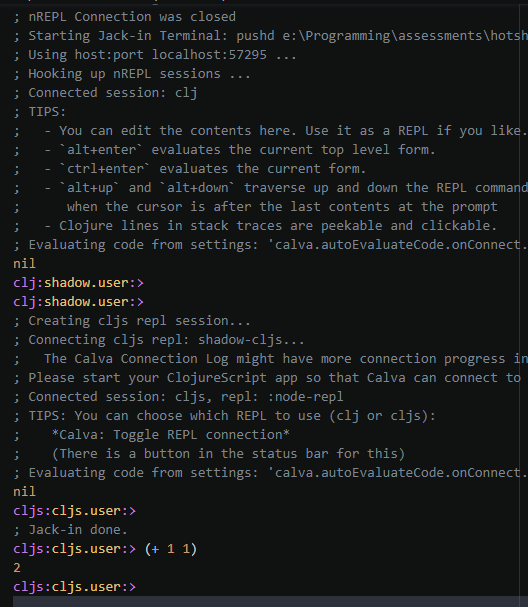 ; nREPL Connection was closed
; Starting Jack-in Terminal: pushd e:\Programming\assessments\hotsh
; Using host:port localhost:57295 ...
; Hooking up nREPL sessions ...
; Connected session: clj
; TIPS:
;   - You can edit the contents here. Use it as a REPL if you like.
;   - `alt+enter` evaluates the current top level form.
;   - `ctrl+enter` evaluates the current form.
;   - `alt+up` and `alt+down` traverse up and down the REPL command
;      when the cursor is after the last contents at the prompt
;   - Clojure lines in stack traces are peekable and clickable.
; Evaluating code from settings: 'calva.autoEvaluateCode.onConnect.
nil
clj:shadow.user:>
clj:shadow.user:>
; Creating cljs repl session...
; Connecting cljs repl: shadow-cljs...
;   The Calva Connection Log might have more connection progress in
; Please start your ClojureScript app so that Calva can connect to
; Connected session: cljs, repl: :node-repl
; TIPS: You can choose which REPL to use (clj or cljs):
;    *Calva: Toggle REPL connection*
;    (There is a button in the status bar for this)
; Evaluating code from settings: 'calva.autoEvaluateCode.onConnect.
nil
cljs:cljs.user:>
; Jack-in done.
cljs:cljs.user:> (+ 1 1)
2
cljs:cljs.user:>